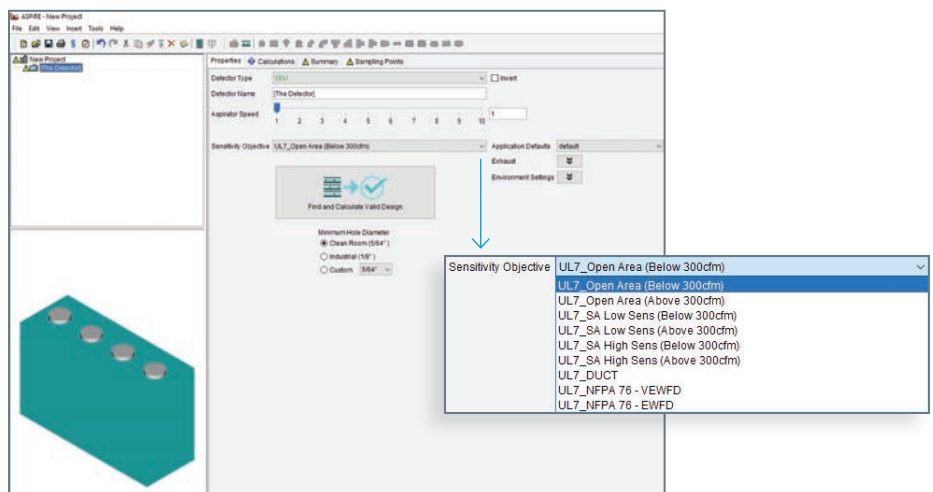 ASPIRE - New Project
File Edit View Insert Tools Help
New Project
[The Detector]
Properties Calculations Summary Sampling Points
Detector Type VEU Invert
Detector Name [The Detector]
Aspirator Speed 1
1 2 3 4 5 6 7 8 9 10
Sensitivity Objective UL7_Open Area (Below 300cfm) Application Defaults default
Exhaust
Environment Settings
Find and Calculate Valid Design
Minimum Hole Diameter
Clean Room (5/64" )
Industrial (1/8" )
Custom 5/64"
Sensitivity Objective UL7_Open Area (Below 300cfm)
UL7_Open Area (Below 300cfm)
UL7_Open Area (Above 300cfm)
UL7_SA Low Sens (Below 300cfm)
UL7_SA Low Sens (Above 300cfm)
UL7_SA High Sens (Below 300cfm)
UL7_SA High Sens (Above 300cfm)
UL7_DUCT
UL7_NFPA 76 - VEWFD
UL7_NFPA 76 - EWFD